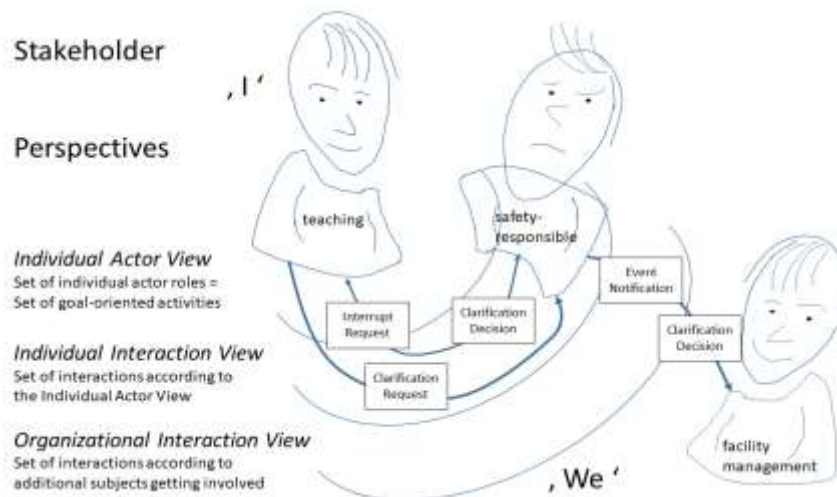 Stakeholder
‚ I ‘
Perspectives
teaching
safety-
responsible
Individual Actor View
Set of individual actor roles =
Set of goal-oriented activities
Event
Notification
Interrupt
Request
Clarification
Decision
Clarification
Decision
Individual Interaction View
Set of interactions according to
the Individual Actor View
Clarification
Request
Organizational Interaction View
Set of interactions according to
additional subjects getting involved
facility
management
‚ We ‘